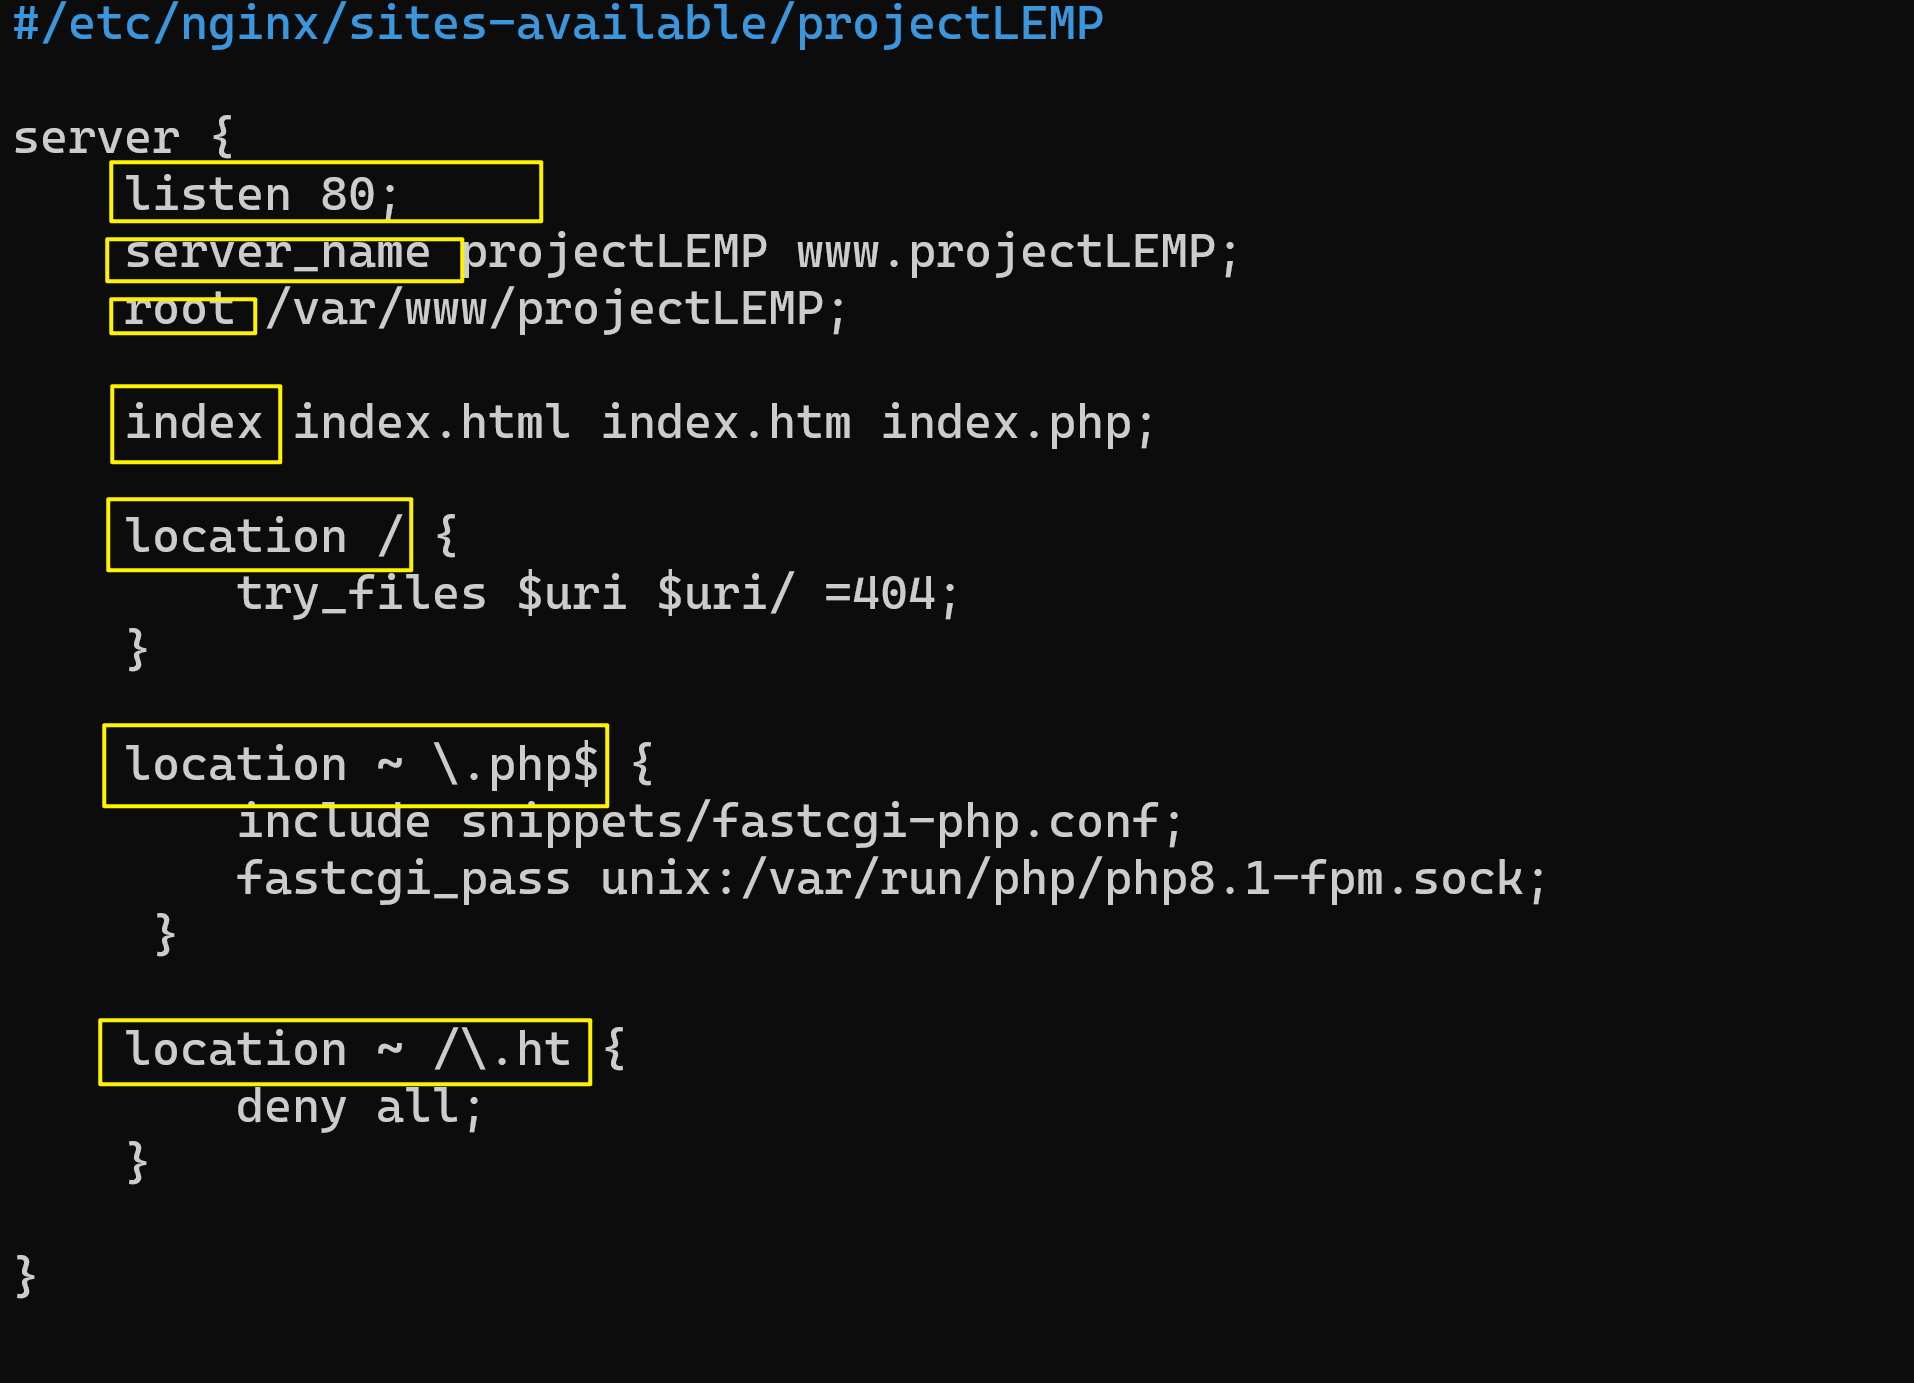 #/etc/nginx/sites-available/projectLEMP
server {
    listen 80;
    server_name projectLEMP www.projectLEMP;
    root /var/www/projectLEMP;
    index index.html index.htm index.php;
    location / {
        try_files $uri $uri/ =404;
    }
    location ~ \.php$ {
        include snippets/fastcgi-php.conf;
        fastcgi_pass unix:/var/run/php/php8.1-fpm.sock;
     }
    location ~ /\.ht {
        deny all;
    }
}